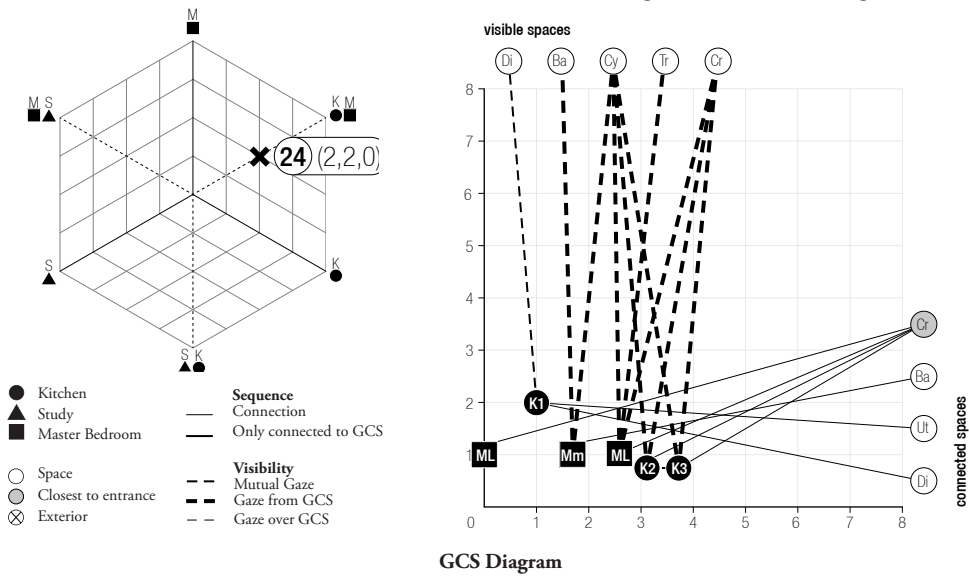 M
M S
K M
24 (2,2,0)
S
K
S K
Kitchen
Study
Master Bedroom
Space
Closest to entrance
Exterior
Sequence
Connection
Only connected to GCS
Visibility
Mutual Gaze
Gaze from GCS
Gaze over GCS
visible spaces
Di Ba Cy Tr Cr
8
7
6
5
4
3
2
1
0 1 2 3 4 5 6 7 8
K1
ML Mm ML K2 K3
Cr
Ba
Ut
Di
connected spaces
GCS Diagram